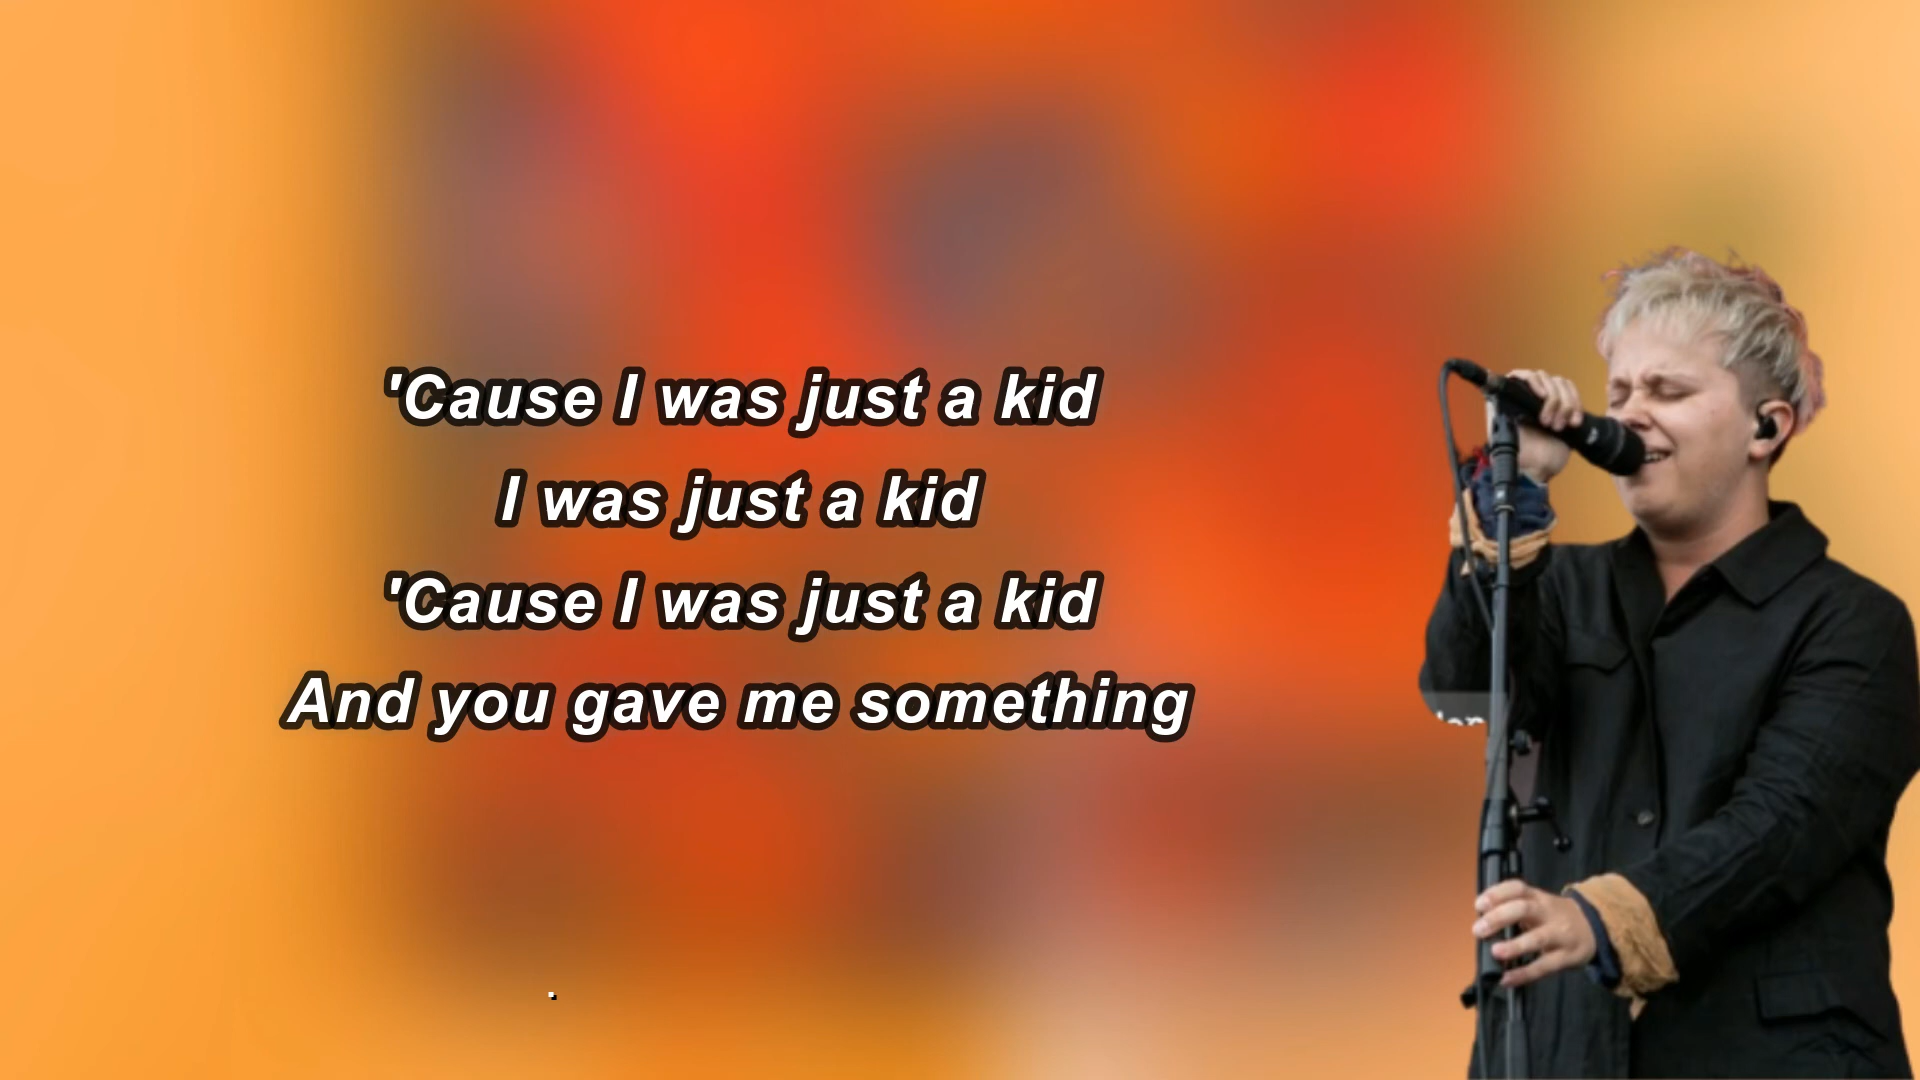 'Cause I was just a kid
I was just a kid
'Cause I was just a kid
And you gave me something